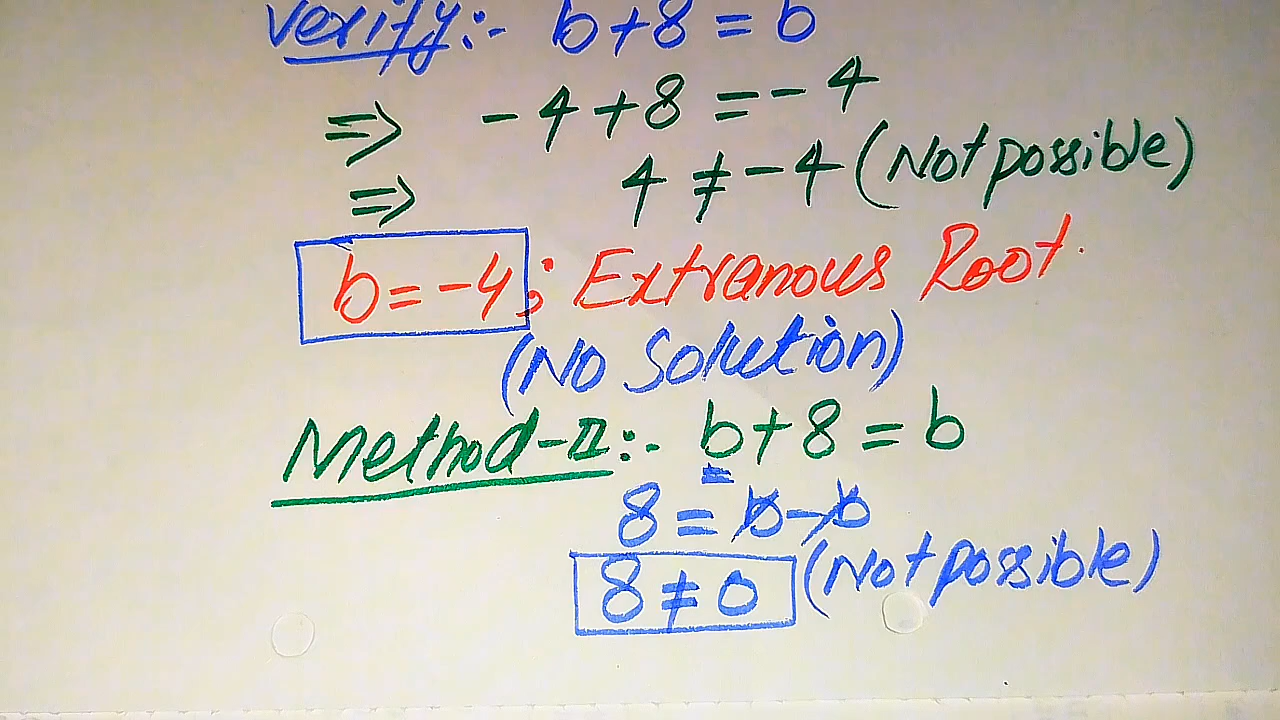 Verify:- b+8 = b
=> -4+8 = -4
=> 4 ≠ -4 (Not possible)
b = -4; Extranous Root.
(No Solution)
Method-II:- b+8 = b
8 = b-b
8 ≠ 0 (Not possible)